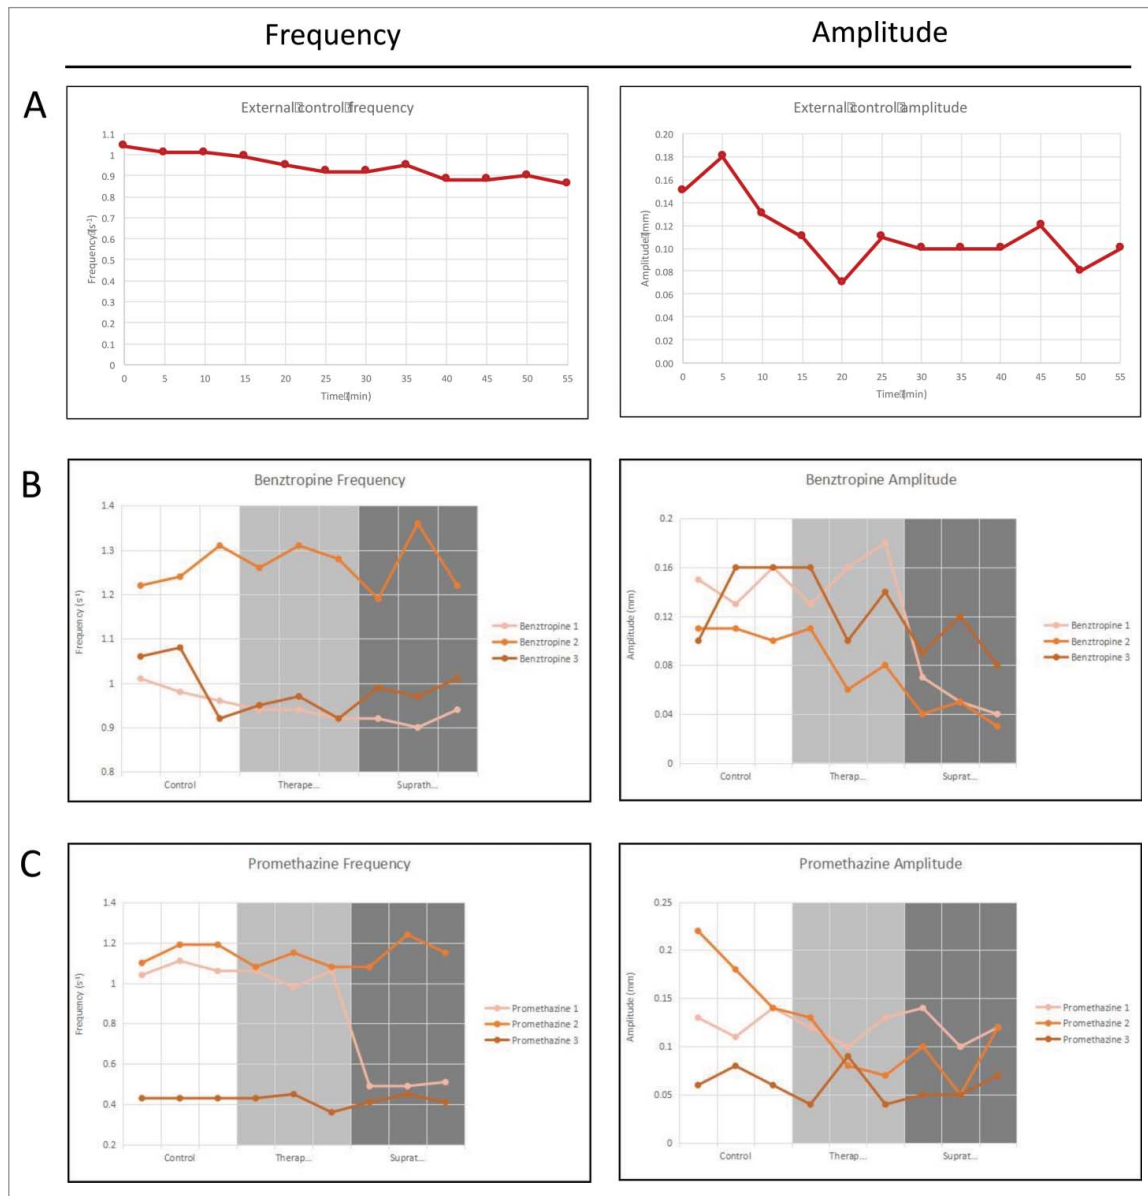 Frequency Amplitude
A
External control frequency
Frequency (s-1)
1.1
1
0.9
0.8
0.7
0.6
0.5
0.4
0.3
0.2
0.1
0
0 5 10 15 20 25 30 35 40 45 50 55
Time (min)
External control amplitude
Amplitude (mm)
0.20
0.18
0.16
0.14
0.12
0.10
0.08
0.06
0.04
0.02
0.00
0 5 10 15 20 25 30 35 40 45 50 55
Time (min)
B
Benztropine Frequency
Frequency (s-1)
1.4
1.3
1.2
1.1
1
0.9
0.8
Control Therape... Suprath...
Benztropine 1
Benztropine 2
Benztropine 3
Benztropine Amplitude
Amplitude (mm)
0.2
0.16
0.12
0.08
0.04
0
Control Therap... Suprat...
Benztropine 1
Benztropine 2
Benztropine 3
C
Promethazine Frequency
Frequency (s-1)
1.4
1.2
1
0.8
0.6
0.4
0.2
Control Therap... Suprat...
Promethazine 1
Promethazine 2
Promethazine 3
Promethazine Amplitude
Amplitude (mm)
0.25
0.2
0.15
0.1
0.05
0
Control Therap... Suprat...
Promethazine 1
Promethazine 2
Promethazine 3